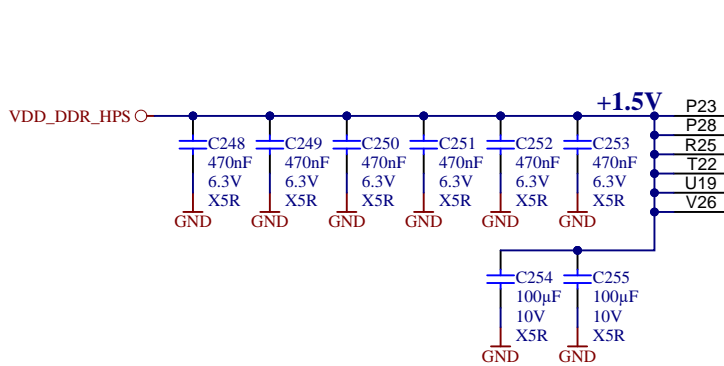 +1.5V
P23
VDD_DDR_HPS
P28
R25
T22
U19
V26
C248
470nF
6.3V
X5R
GND
C249
470nF
6.3V
X5R
GND
C250
470nF
6.3V
X5R
GND
C251
470nF
6.3V
X5R
GND
C252
470nF
6.3V
X5R
GND
C253
470nF
6.3V
X5R
GND
C254
100µF
10V
X5R
GND
C255
100µF
10V
X5R
GND